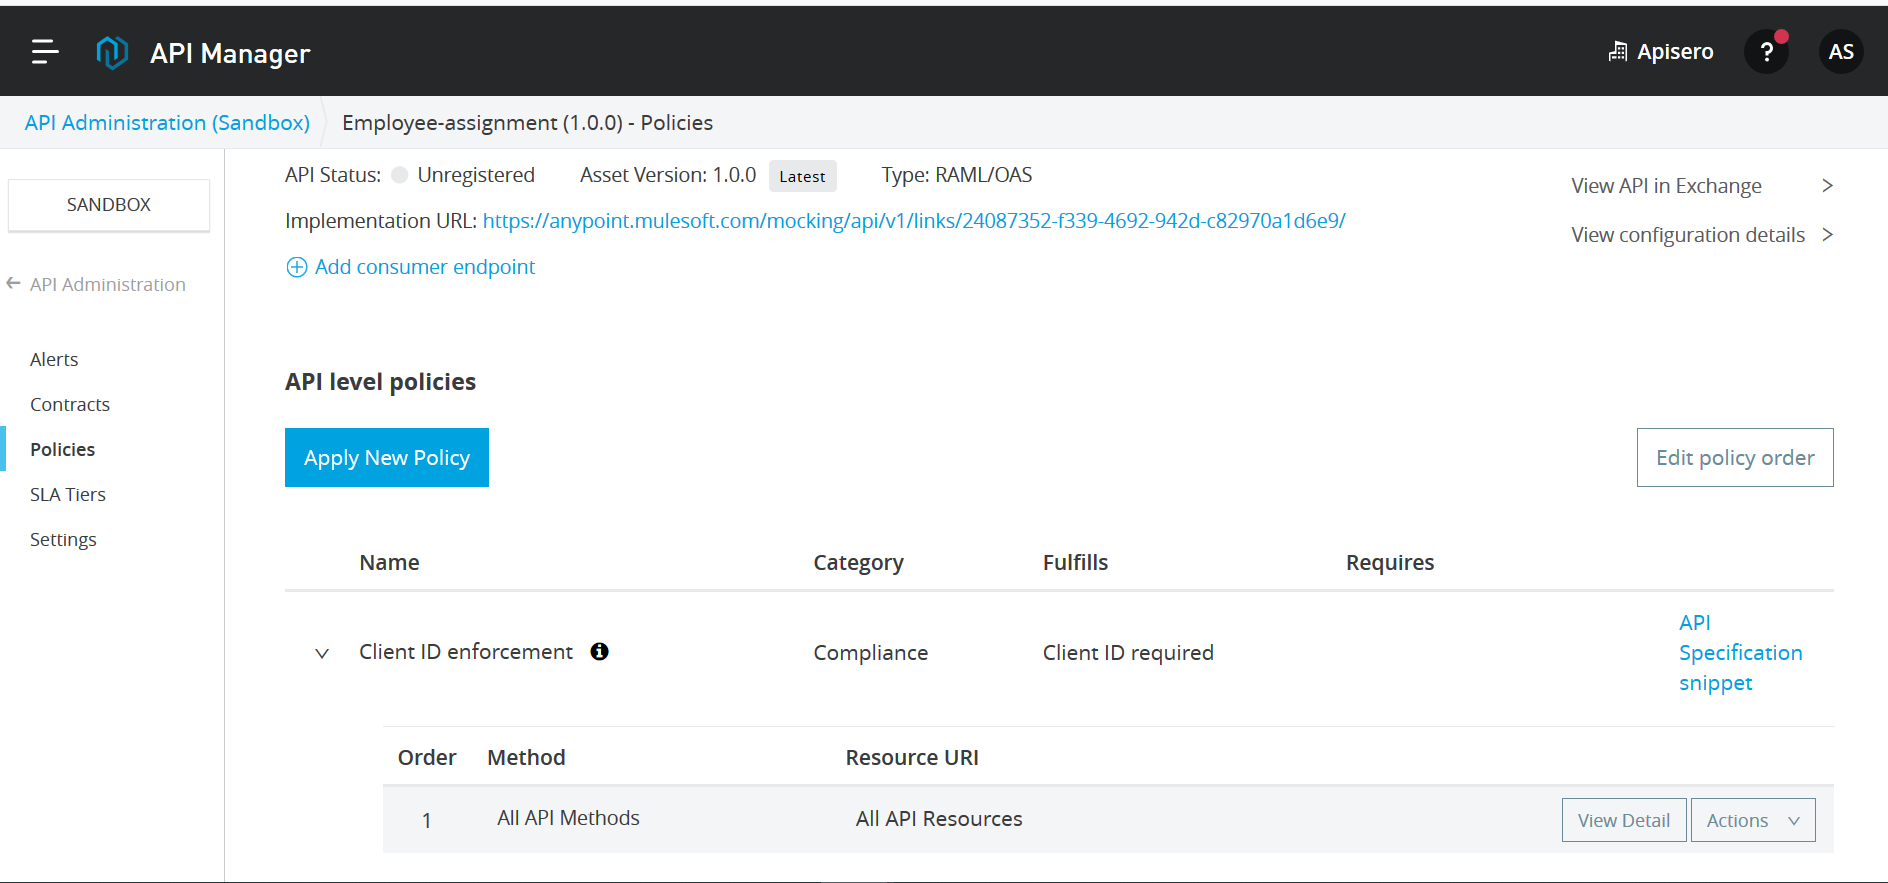 API Manager
Apisero
?
AS
API Administration (Sandbox)
Employee-assignment (1.0.0) - Policies
SANDBOX
API Administration
Alerts
Contracts
Policies
SLA Tiers
Settings
API Status: Unregistered
Asset Version: 1.0.0 Latest
Type: RAML/OAS
Implementation URL: https://anypoint.mulesoft.com/mocking/api/v1/links/24087352-f339-4692-942d-c82970a1d6e9/
Add consumer endpoint
View API in Exchange >
View configuration details >
API level policies
Apply New Policy
Edit policy order
Name Category Fulfills Requires
Client ID enforcement Compliance Client ID required
API
Specification
snippet
Order Method Resource URI
1 All API Methods All API Resources
View Detail
Actions